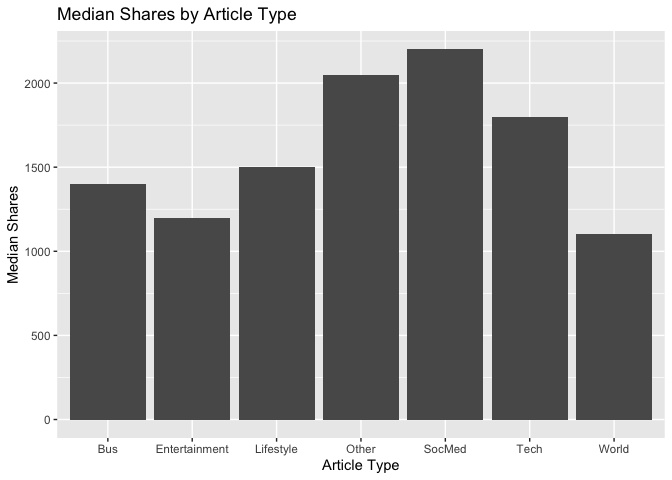 Median Shares by Article Type
Median Shares
2000
1500
1000
500
0
Bus Entertainment Lifestyle Other SocMed Tech World
Article Type